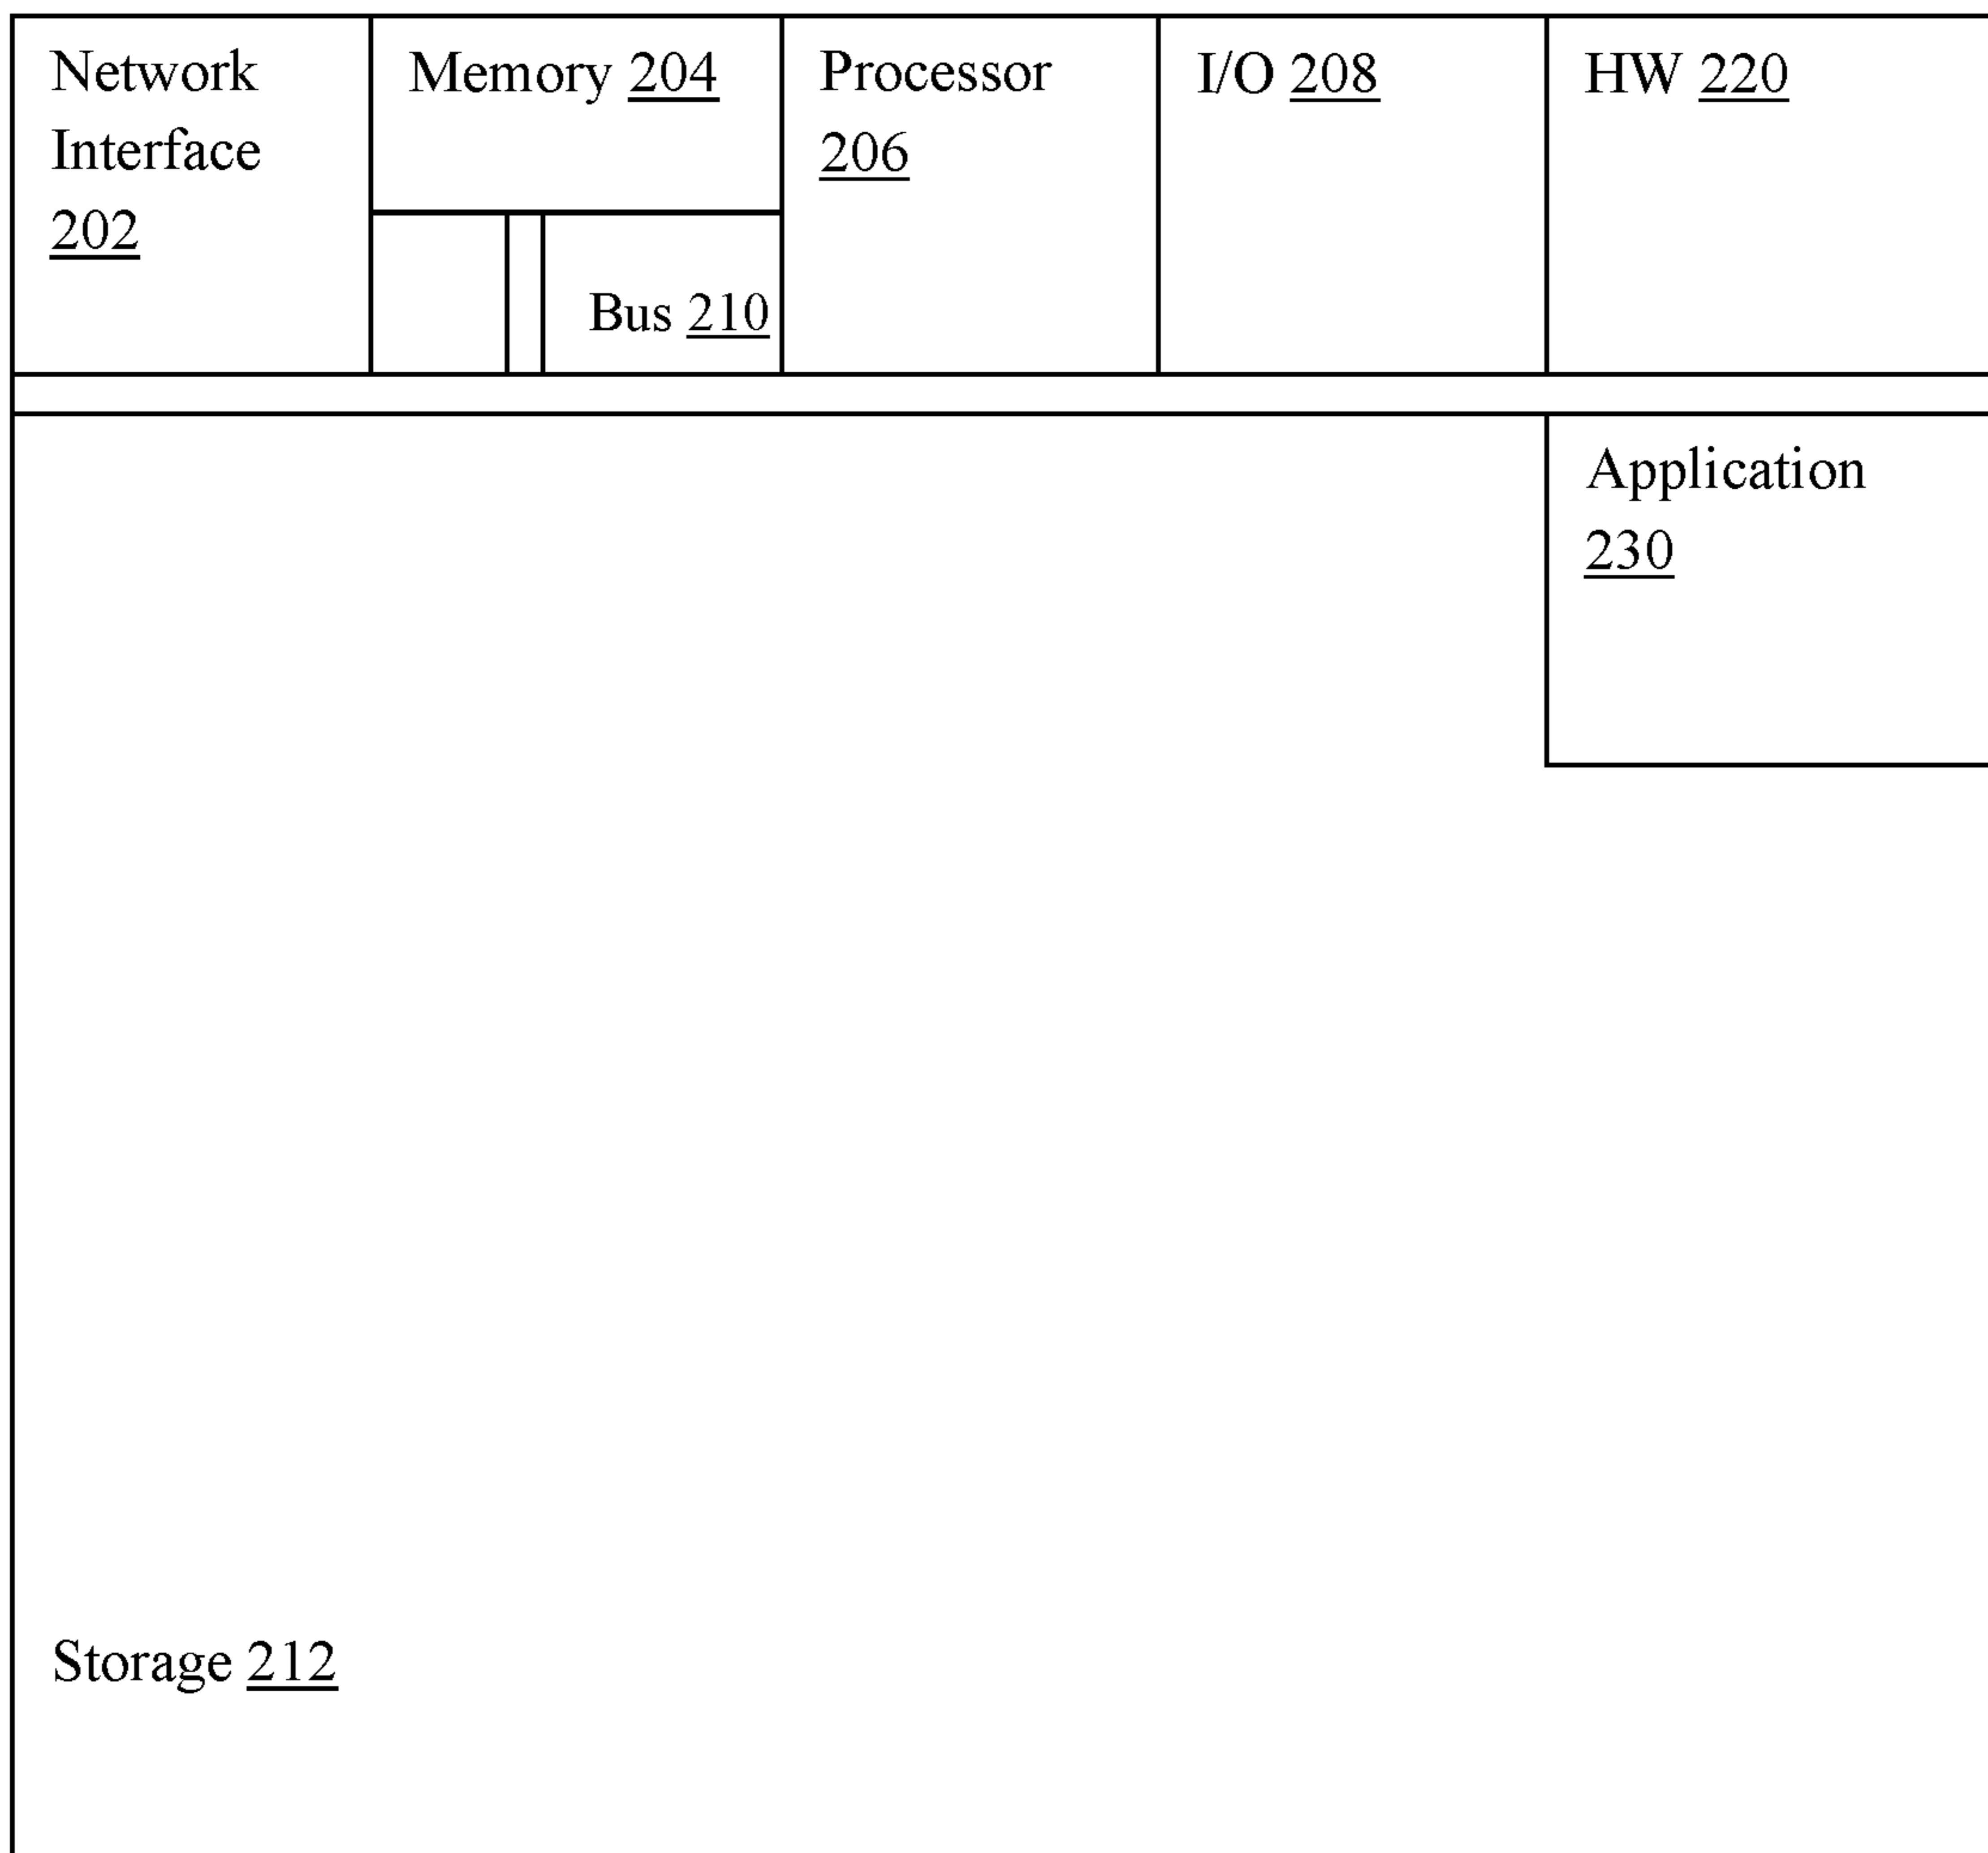 Network
Interface
202
Memory 204
Processor
206
I/O 208
HW 220
Bus 210
Application
230
Storage 212